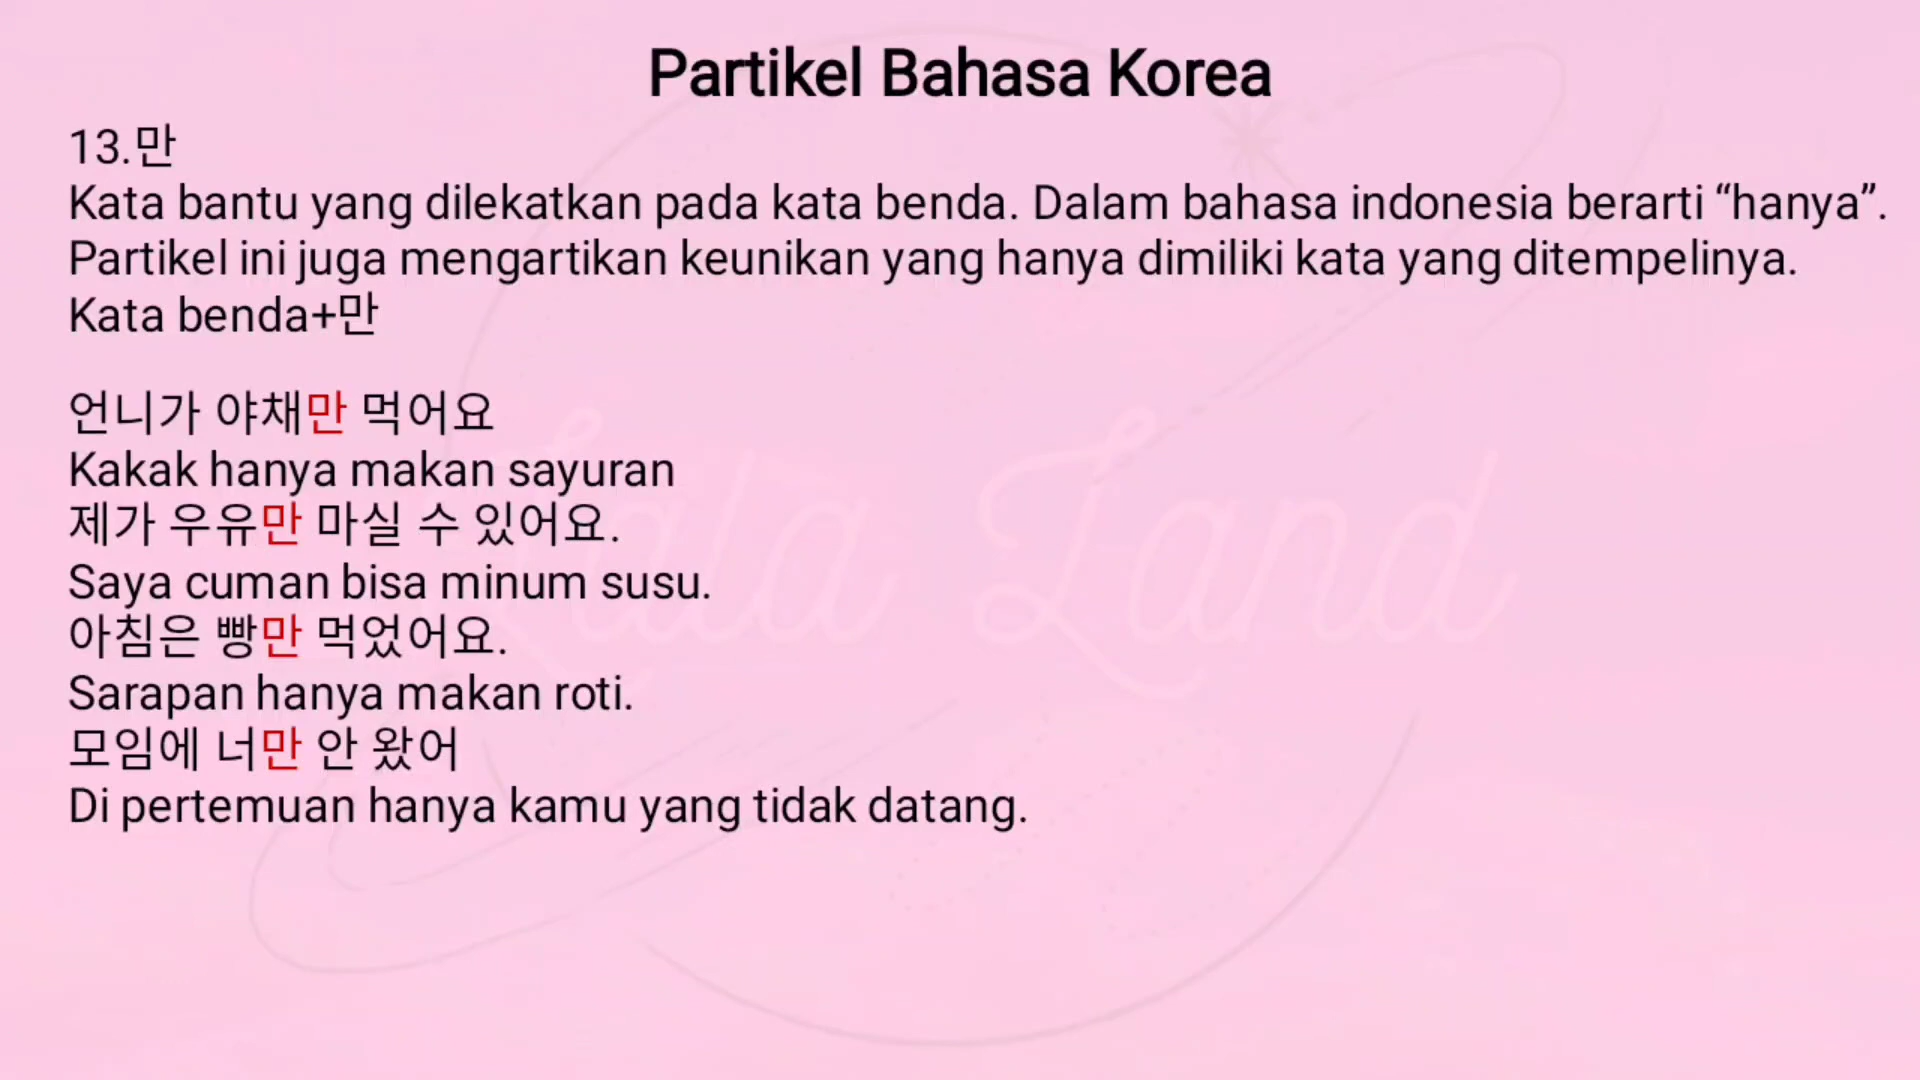 Partikel Bahasa Korea
13.만
Kata bantu yang dilekatkan pada kata benda. Dalam bahasa indonesia berarti “hanya”.
Partikel ini juga mengartikan keunikan yang hanya dimiliki kata yang ditempelinya.
Kata benda+만
언니가 야채만 먹어요
Kakak hanya makan sayuran
제가 우유만 마실 수 있어요.
Saya cuman bisa minum susu.
아침은 빵만 먹었어요.
Sarapan hanya makan roti.
모임에 너만 안 왔어
Di pertemuan hanya kamu yang tidak datang.
Lala Land